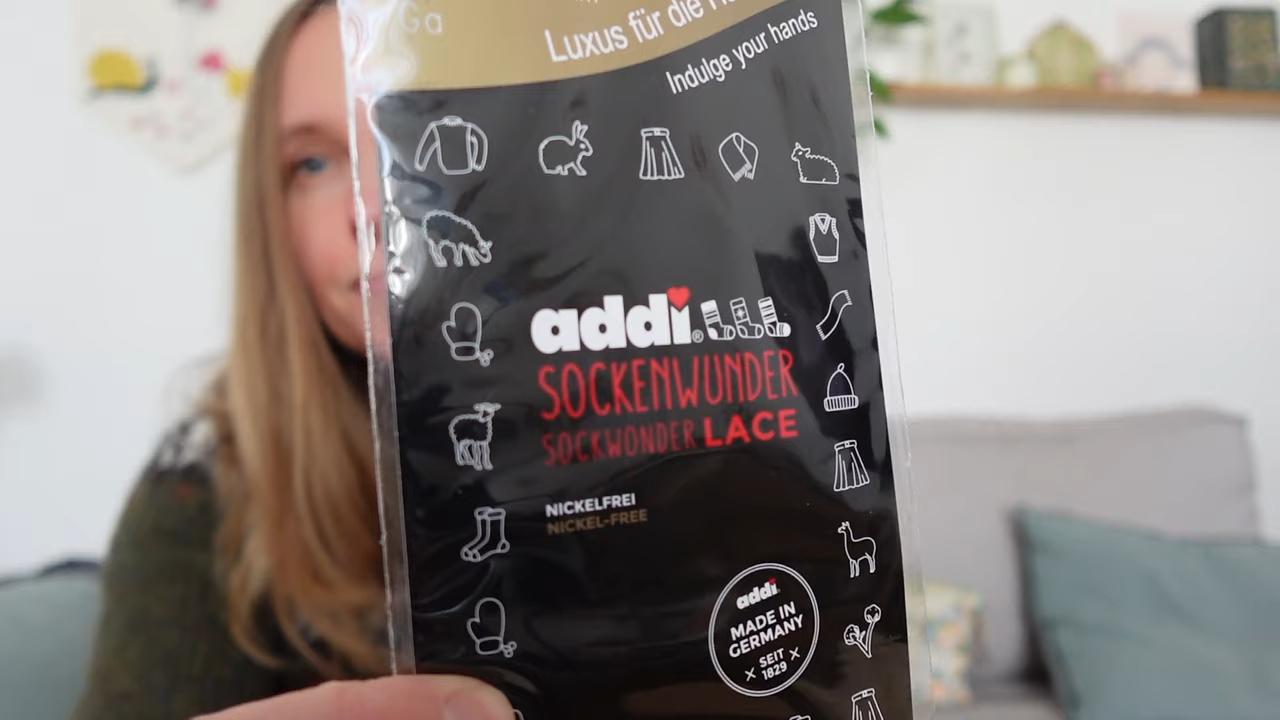 Ga
Luxus für die
Indulge your hands
addi®
SOCKENWUNDER
SOCKWONDER LACE
NICKELFREI
NICKEL-FREE
addi
MADE IN
GERMANY
SEIT
1829